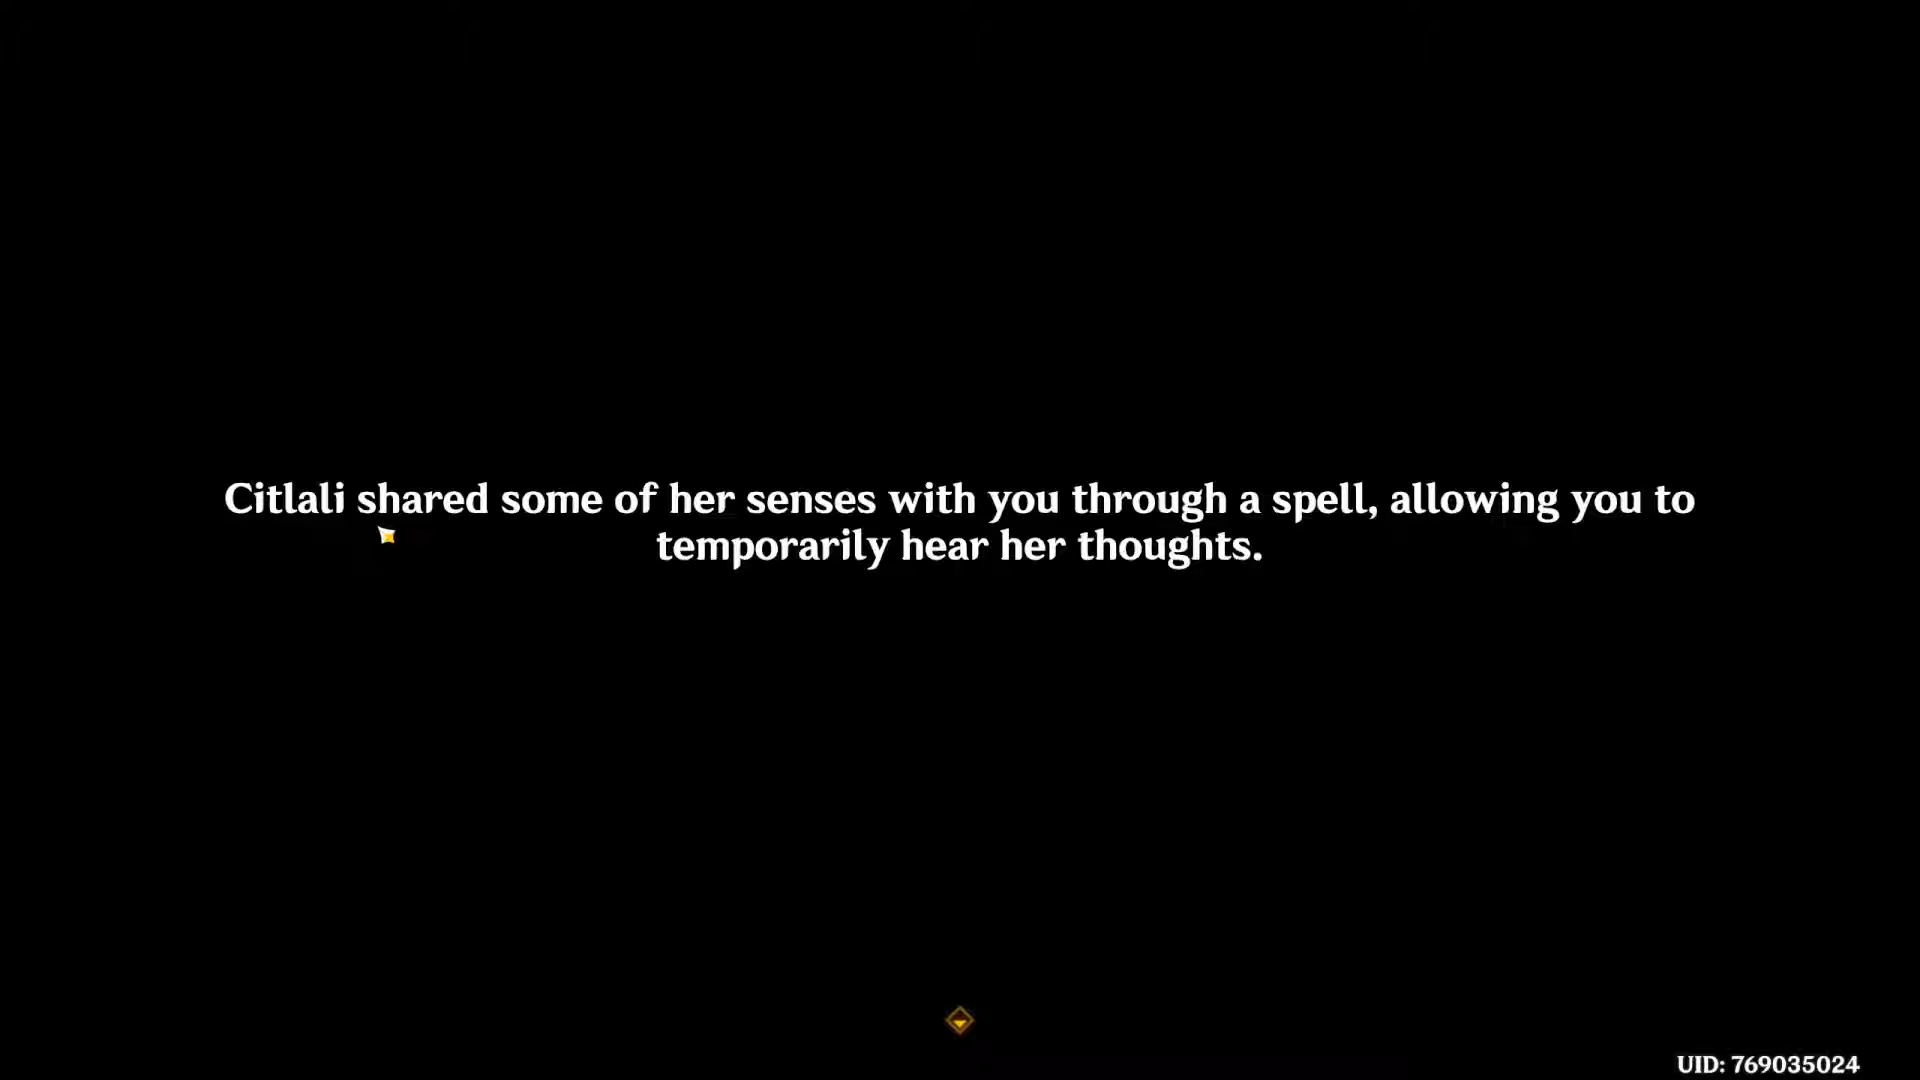 Citlali shared some of her senses with you through a spell, allowing you to
temporarily hear her thoughts.
UID: 769035024